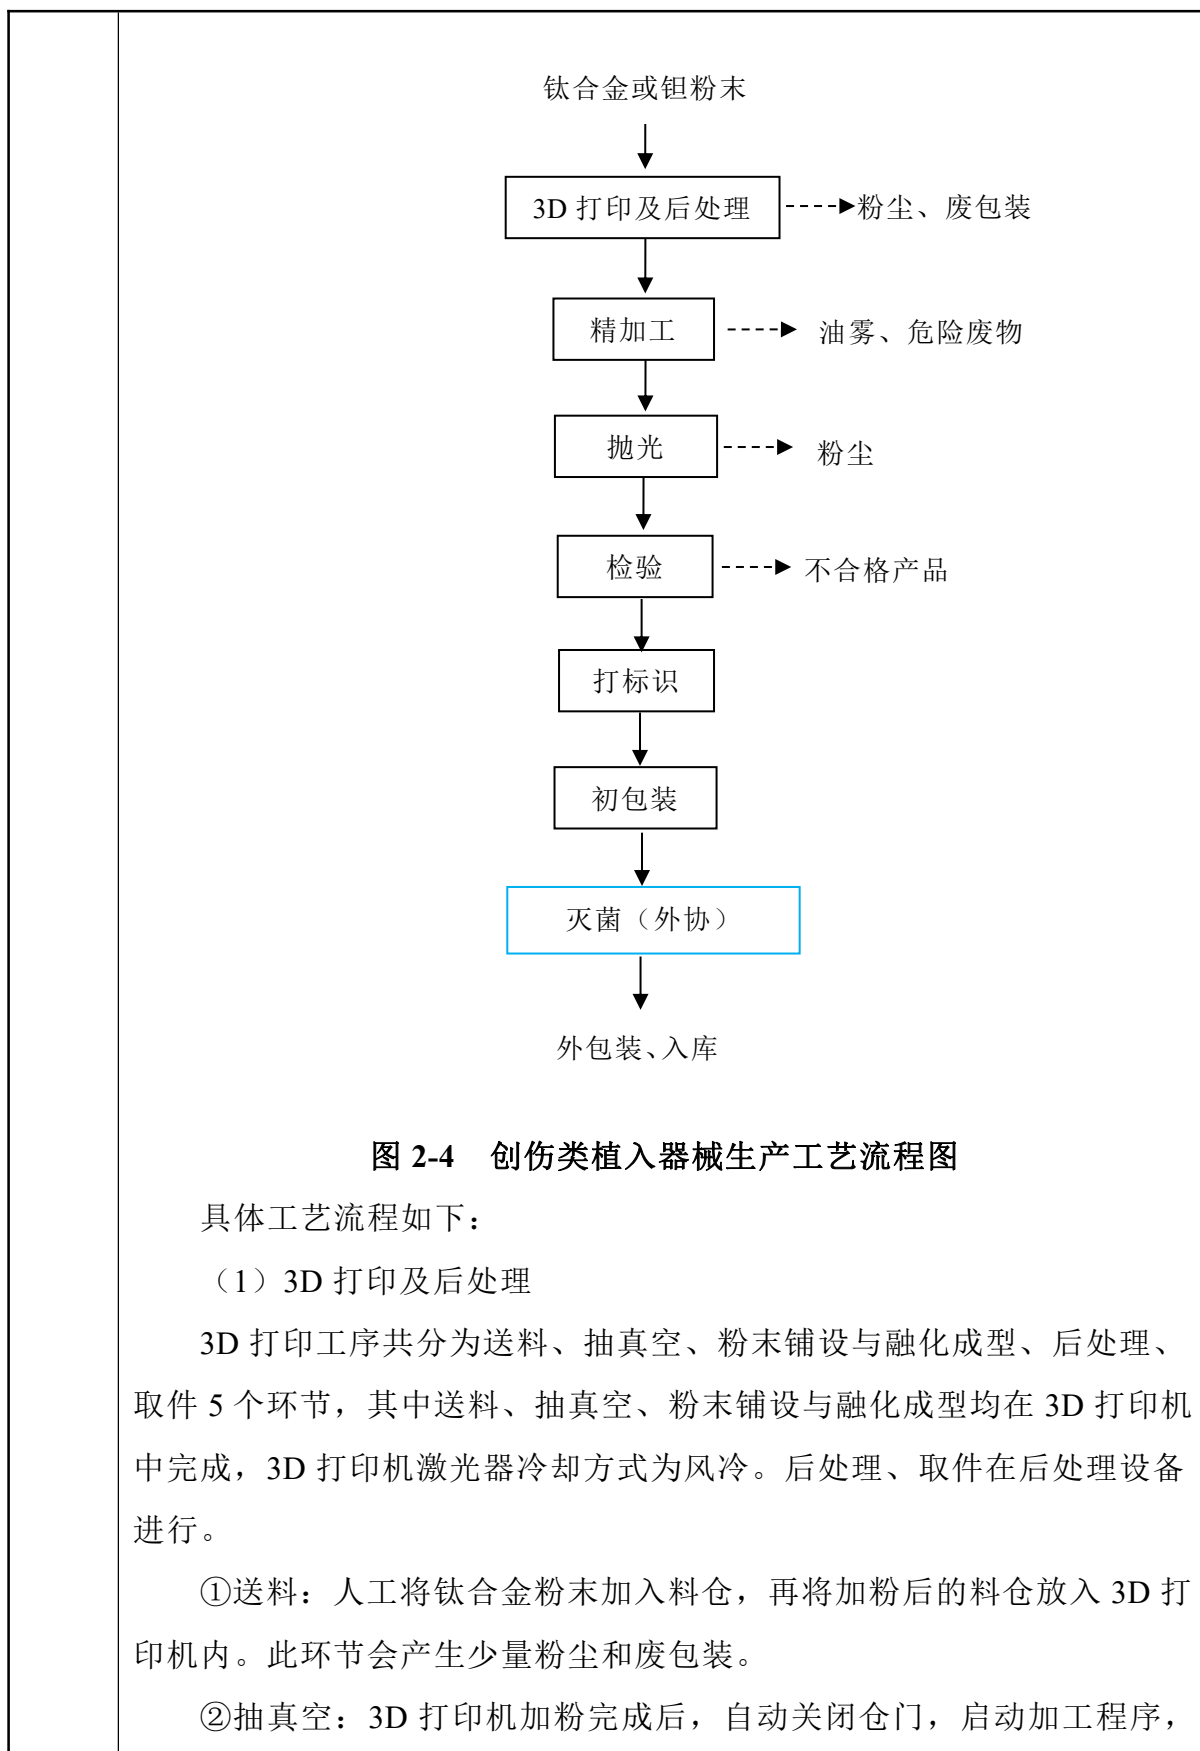 钛合金或钽粉末
3D 打印及后处理
粉尘、废包装
精加工
油雾、危险废物
抛光
粉尘
检验
不合格产品
打标识
初包装
灭菌（外协）
外包装、入库
图 2-4　创伤类植入器械生产工艺流程图
具体工艺流程如下：
（1）3D 打印及后处理
3D 打印工序共分为送料、抽真空、粉末铺设与融化成型、后处理、
取件 5 个环节，其中送料、抽真空、粉末铺设与融化成型均在 3D 打印机
中完成，3D 打印机激光器冷却方式为风冷。后处理、取件在后处理设备
进行。
①送料：人工将钛合金粉末加入料仓，再将加粉后的料仓放入 3D 打
印机内。此环节会产生少量粉尘和废包装。
②抽真空：3D 打印机加粉完成后，自动关闭仓门，启动加工程序，